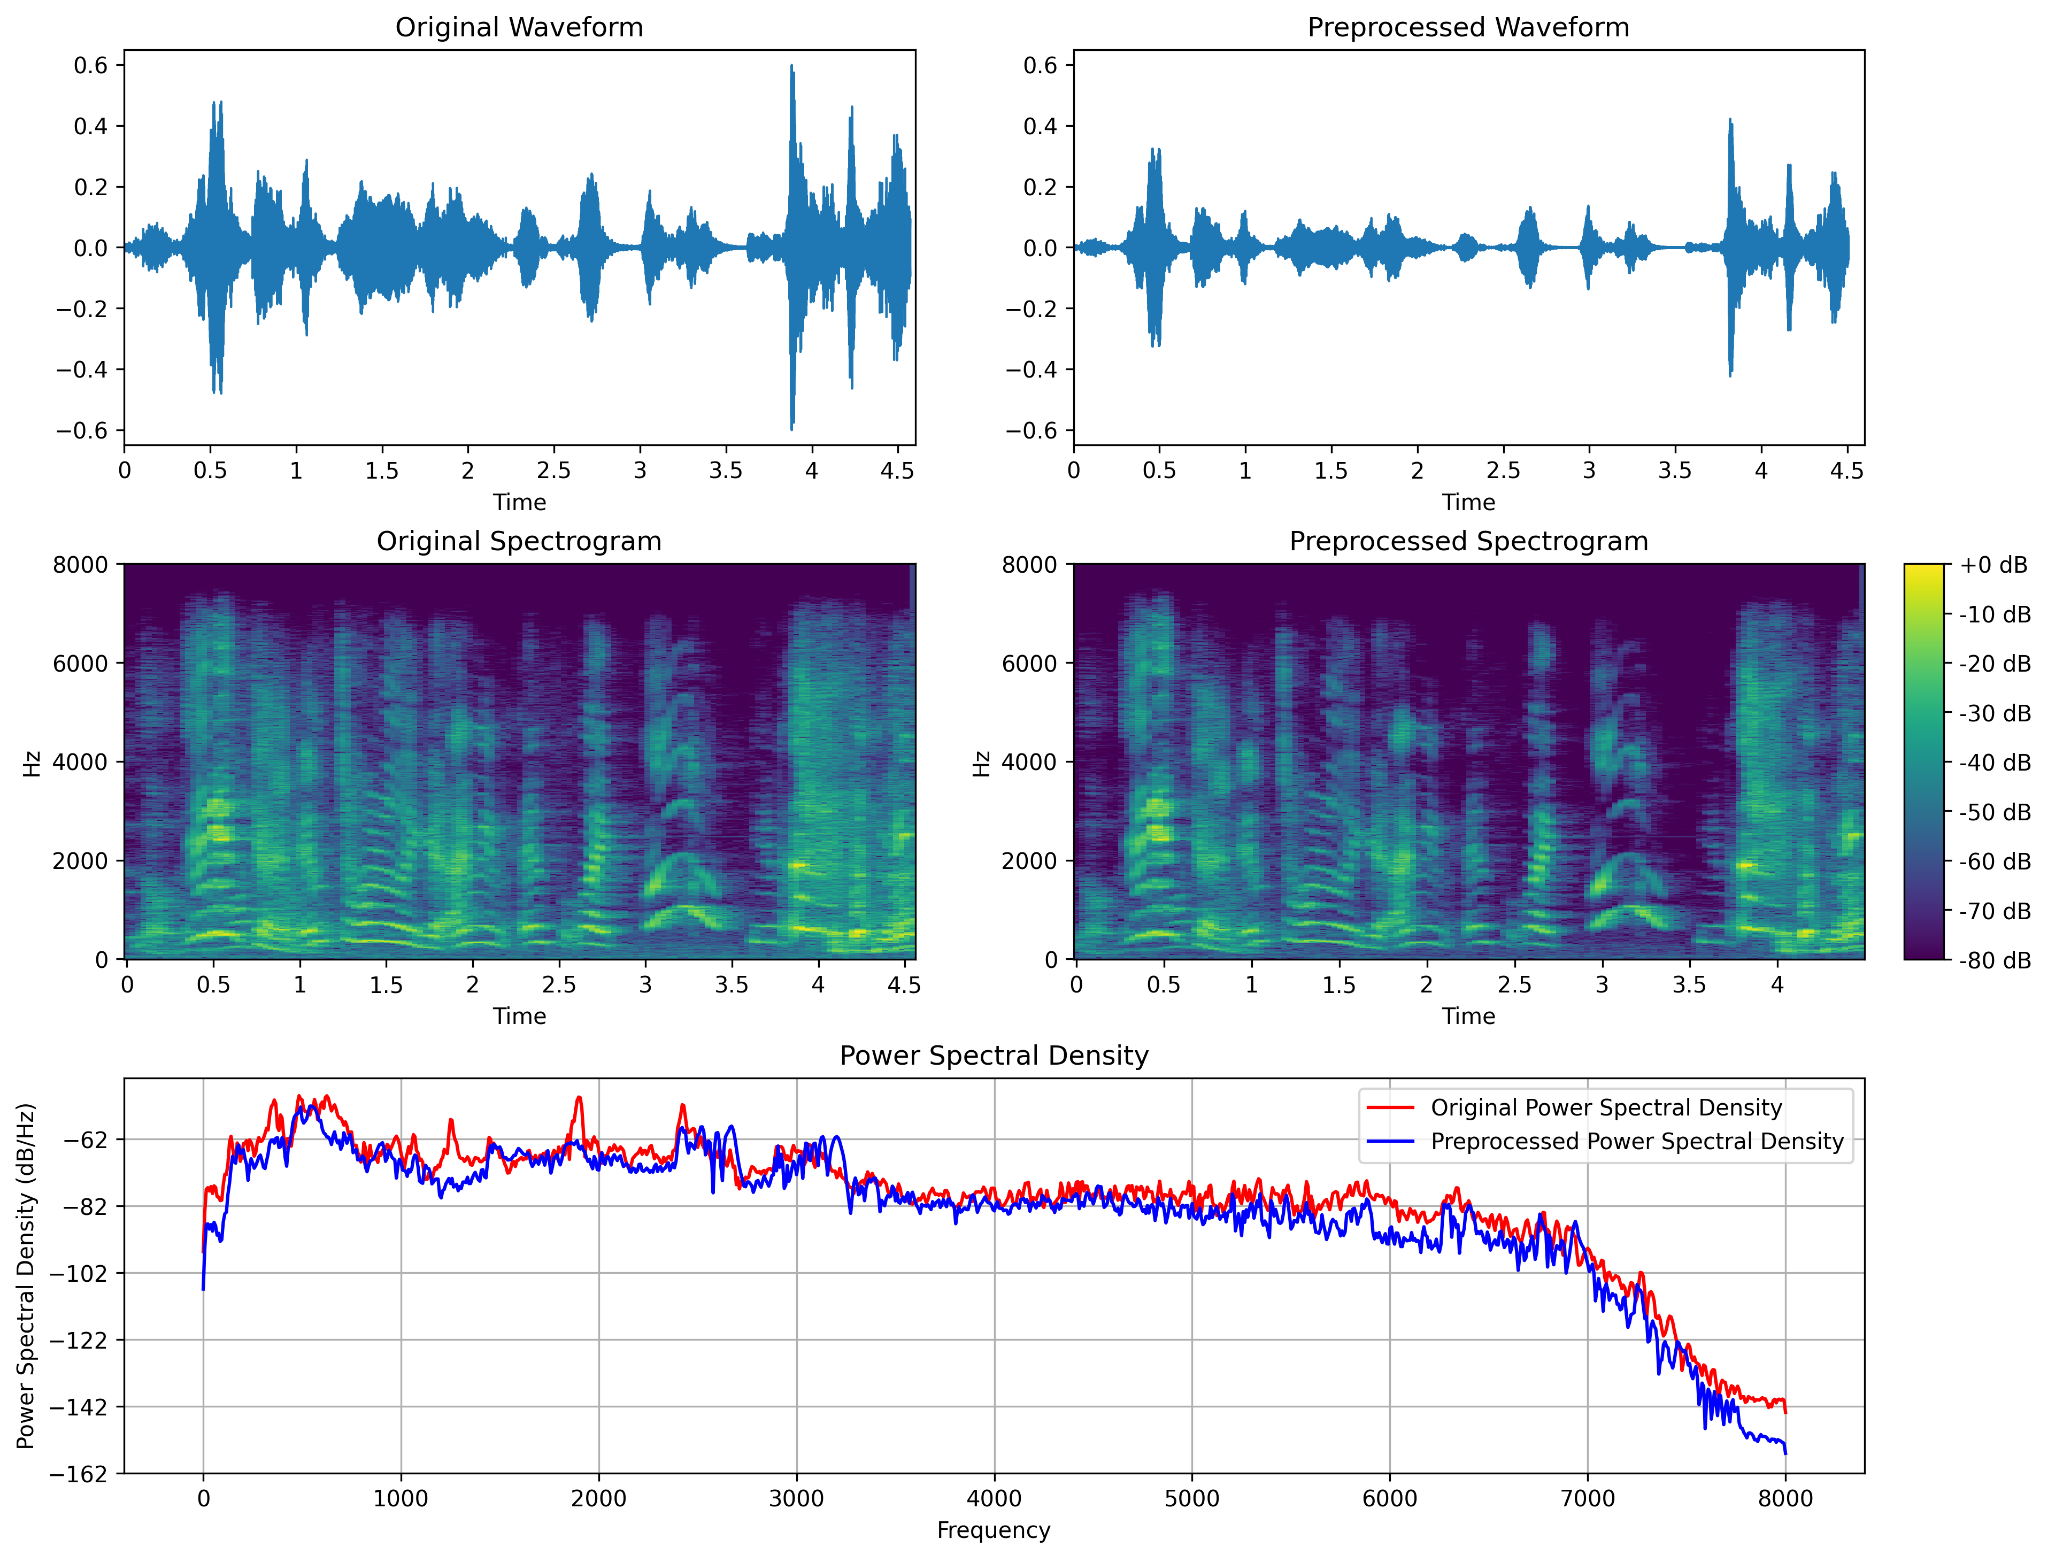 Original Waveform
0.6
0.4
0.2
0.0
−0.2
−0.4
−0.6
0 0.5 1 1.5 2 2.5 3 3.5 4 4.5
Time
Preprocessed Waveform
0.6
0.4
0.2
0.0
−0.2
−0.4
−0.6
0 0.5 1 1.5 2 2.5 3 3.5 4 4.5
Time
Original Spectrogram
8000
6000
4000
2000
0
Hz
0 0.5 1 1.5 2 2.5 3 3.5 4 4.5
Time
Preprocessed Spectrogram
8000
6000
4000
2000
0
Hz
0 0.5 1 1.5 2 2.5 3 3.5 4
Time
+0 dB
-10 dB
-20 dB
-30 dB
-40 dB
-50 dB
-60 dB
-70 dB
-80 dB
Power Spectral Density
Power Spectral Density (dB/Hz)
−62
−82
−102
−122
−142
−162
Original Power Spectral Density
Preprocessed Power Spectral Density
0 1000 2000 3000 4000 5000 6000 7000 8000
Frequency